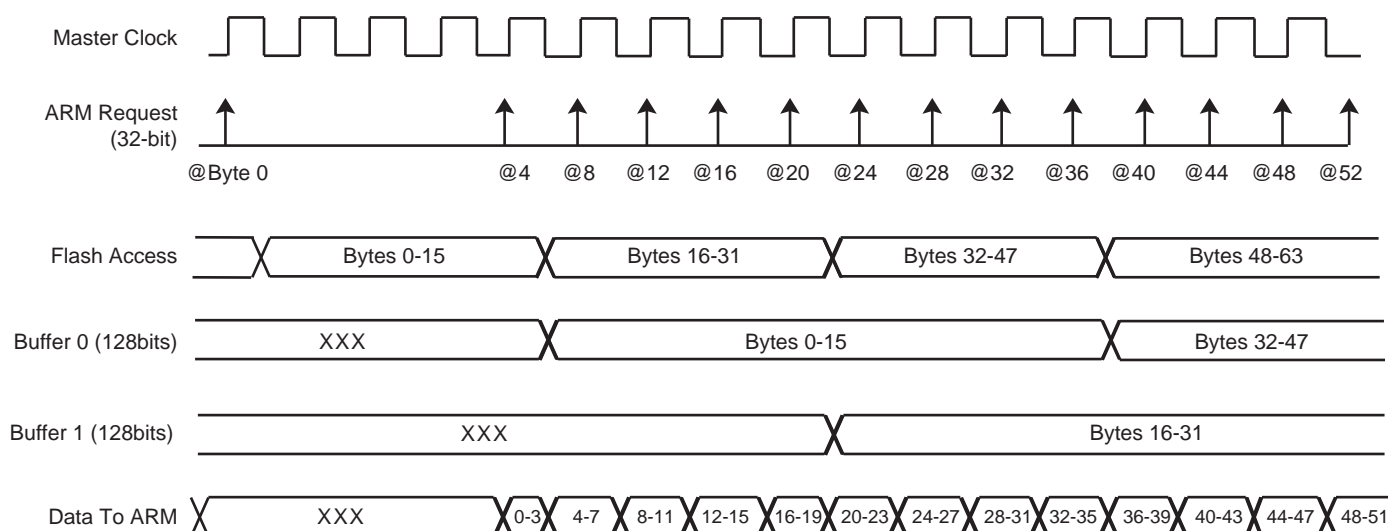 Master Clock
ARM Request
(32-bit)
@Byte 0 @4 @8 @12 @16 @20 @24 @28 @32 @36 @40 @44 @48 @52
Flash Access Bytes 0-15 Bytes 16-31 Bytes 32-47 Bytes 48-63
Buffer 0 (128bits) XXX Bytes 0-15 Bytes 32-47
Buffer 1 (128bits) XXX Bytes 16-31
Data To ARM XXX 0-3 4-7 8-11 12-15 16-19 20-23 24-27 28-31 32-35 36-39 40-43 44-47 48-51